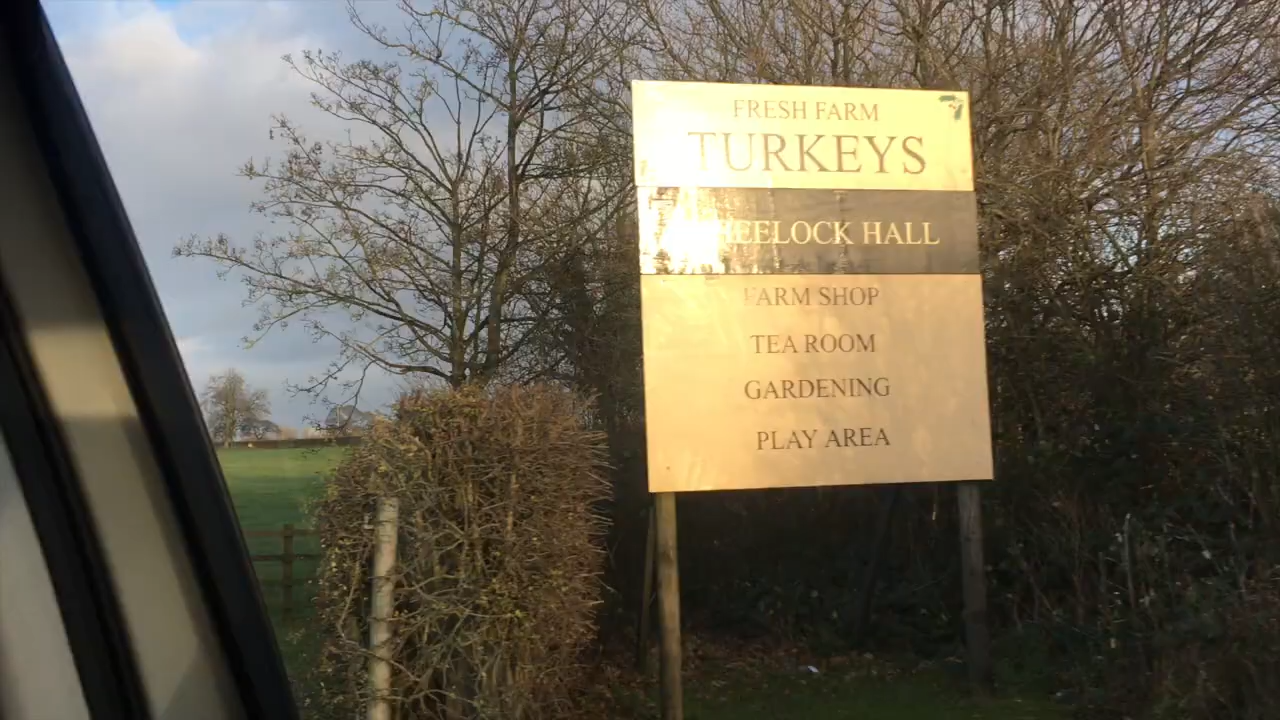 FRESH FARM
TURKEYS
WHEELOCK HALL
FARM SHOP
TEA ROOM
GARDENING
PLAY AREA